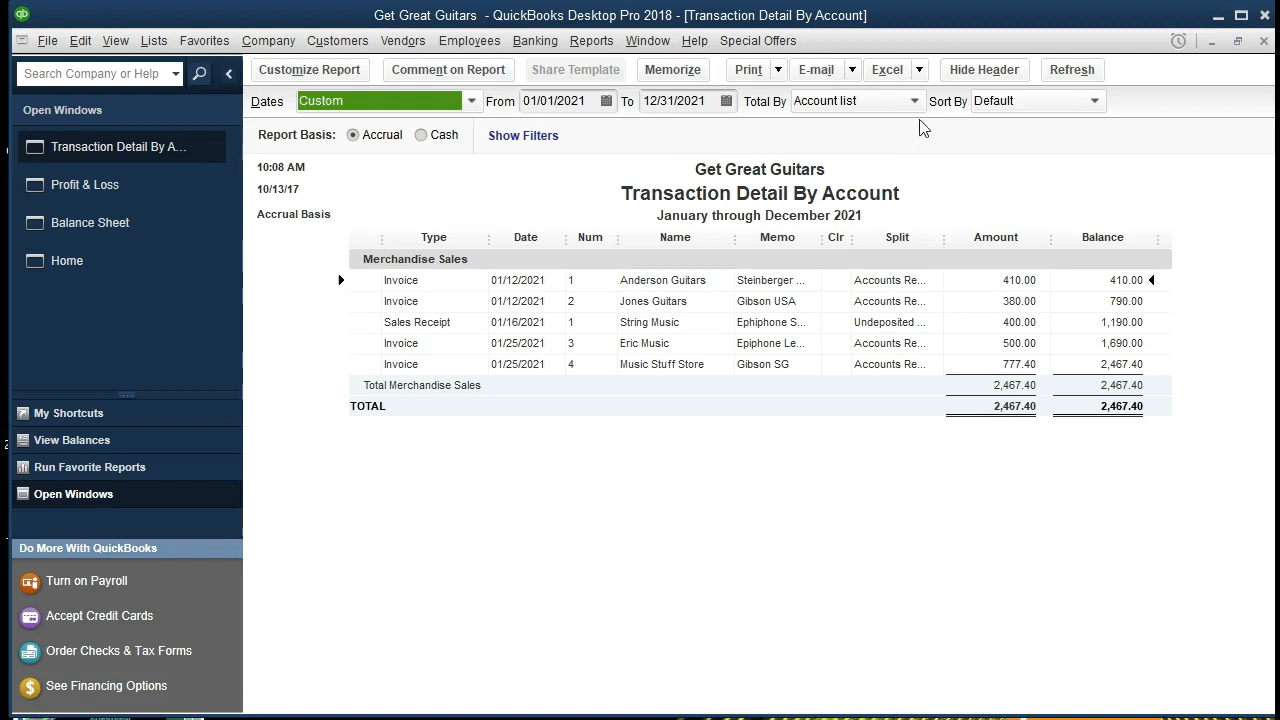 Get Great Guitars - QuickBooks Desktop Pro 2018 - [Transaction Detail By Account]
File Edit View Lists Favorites Company Customers Vendors Employees Banking Reports Window Help Special Offers
Search Company or Help
Customize Report Comment on Report Share Template Memorize Print E-mail Excel Hide Header Refresh
Dates Custom From 01/01/2021 To 12/31/2021 Total By Account list Sort By Default
Report Basis: Accrual Cash Show Filters
Open Windows
Transaction Detail By A...
Profit & Loss
Balance Sheet
Home
My Shortcuts
View Balances
Run Favorite Reports
Open Windows
Do More With QuickBooks
Turn on Payroll
Accept Credit Cards
Order Checks & Tax Forms
See Financing Options
10:08 AM
10/13/17
Accrual Basis
Get Great Guitars
Transaction Detail By Account
January through December 2021
Type Date Num Name Memo Clr Split Amount Balance
Merchandise Sales
Invoice 01/12/2021 1 Anderson Guitars Steinberger ... Accounts Re... 410.00 410.00
Invoice 01/12/2021 2 Jones Guitars Gibson USA Accounts Re... 380.00 790.00
Sales Receipt 01/16/2021 1 String Music Ephiphone S... Undeposited ... 400.00 1,190.00
Invoice 01/25/2021 3 Eric Music Epiphone Le... Accounts Re... 500.00 1,690.00
Invoice 01/25/2021 4 Music Stuff Store Gibson SG Accounts Re... 777.40 2,467.40
Total Merchandise Sales 2,467.40 2,467.40
TOTAL 2,467.40 2,467.40